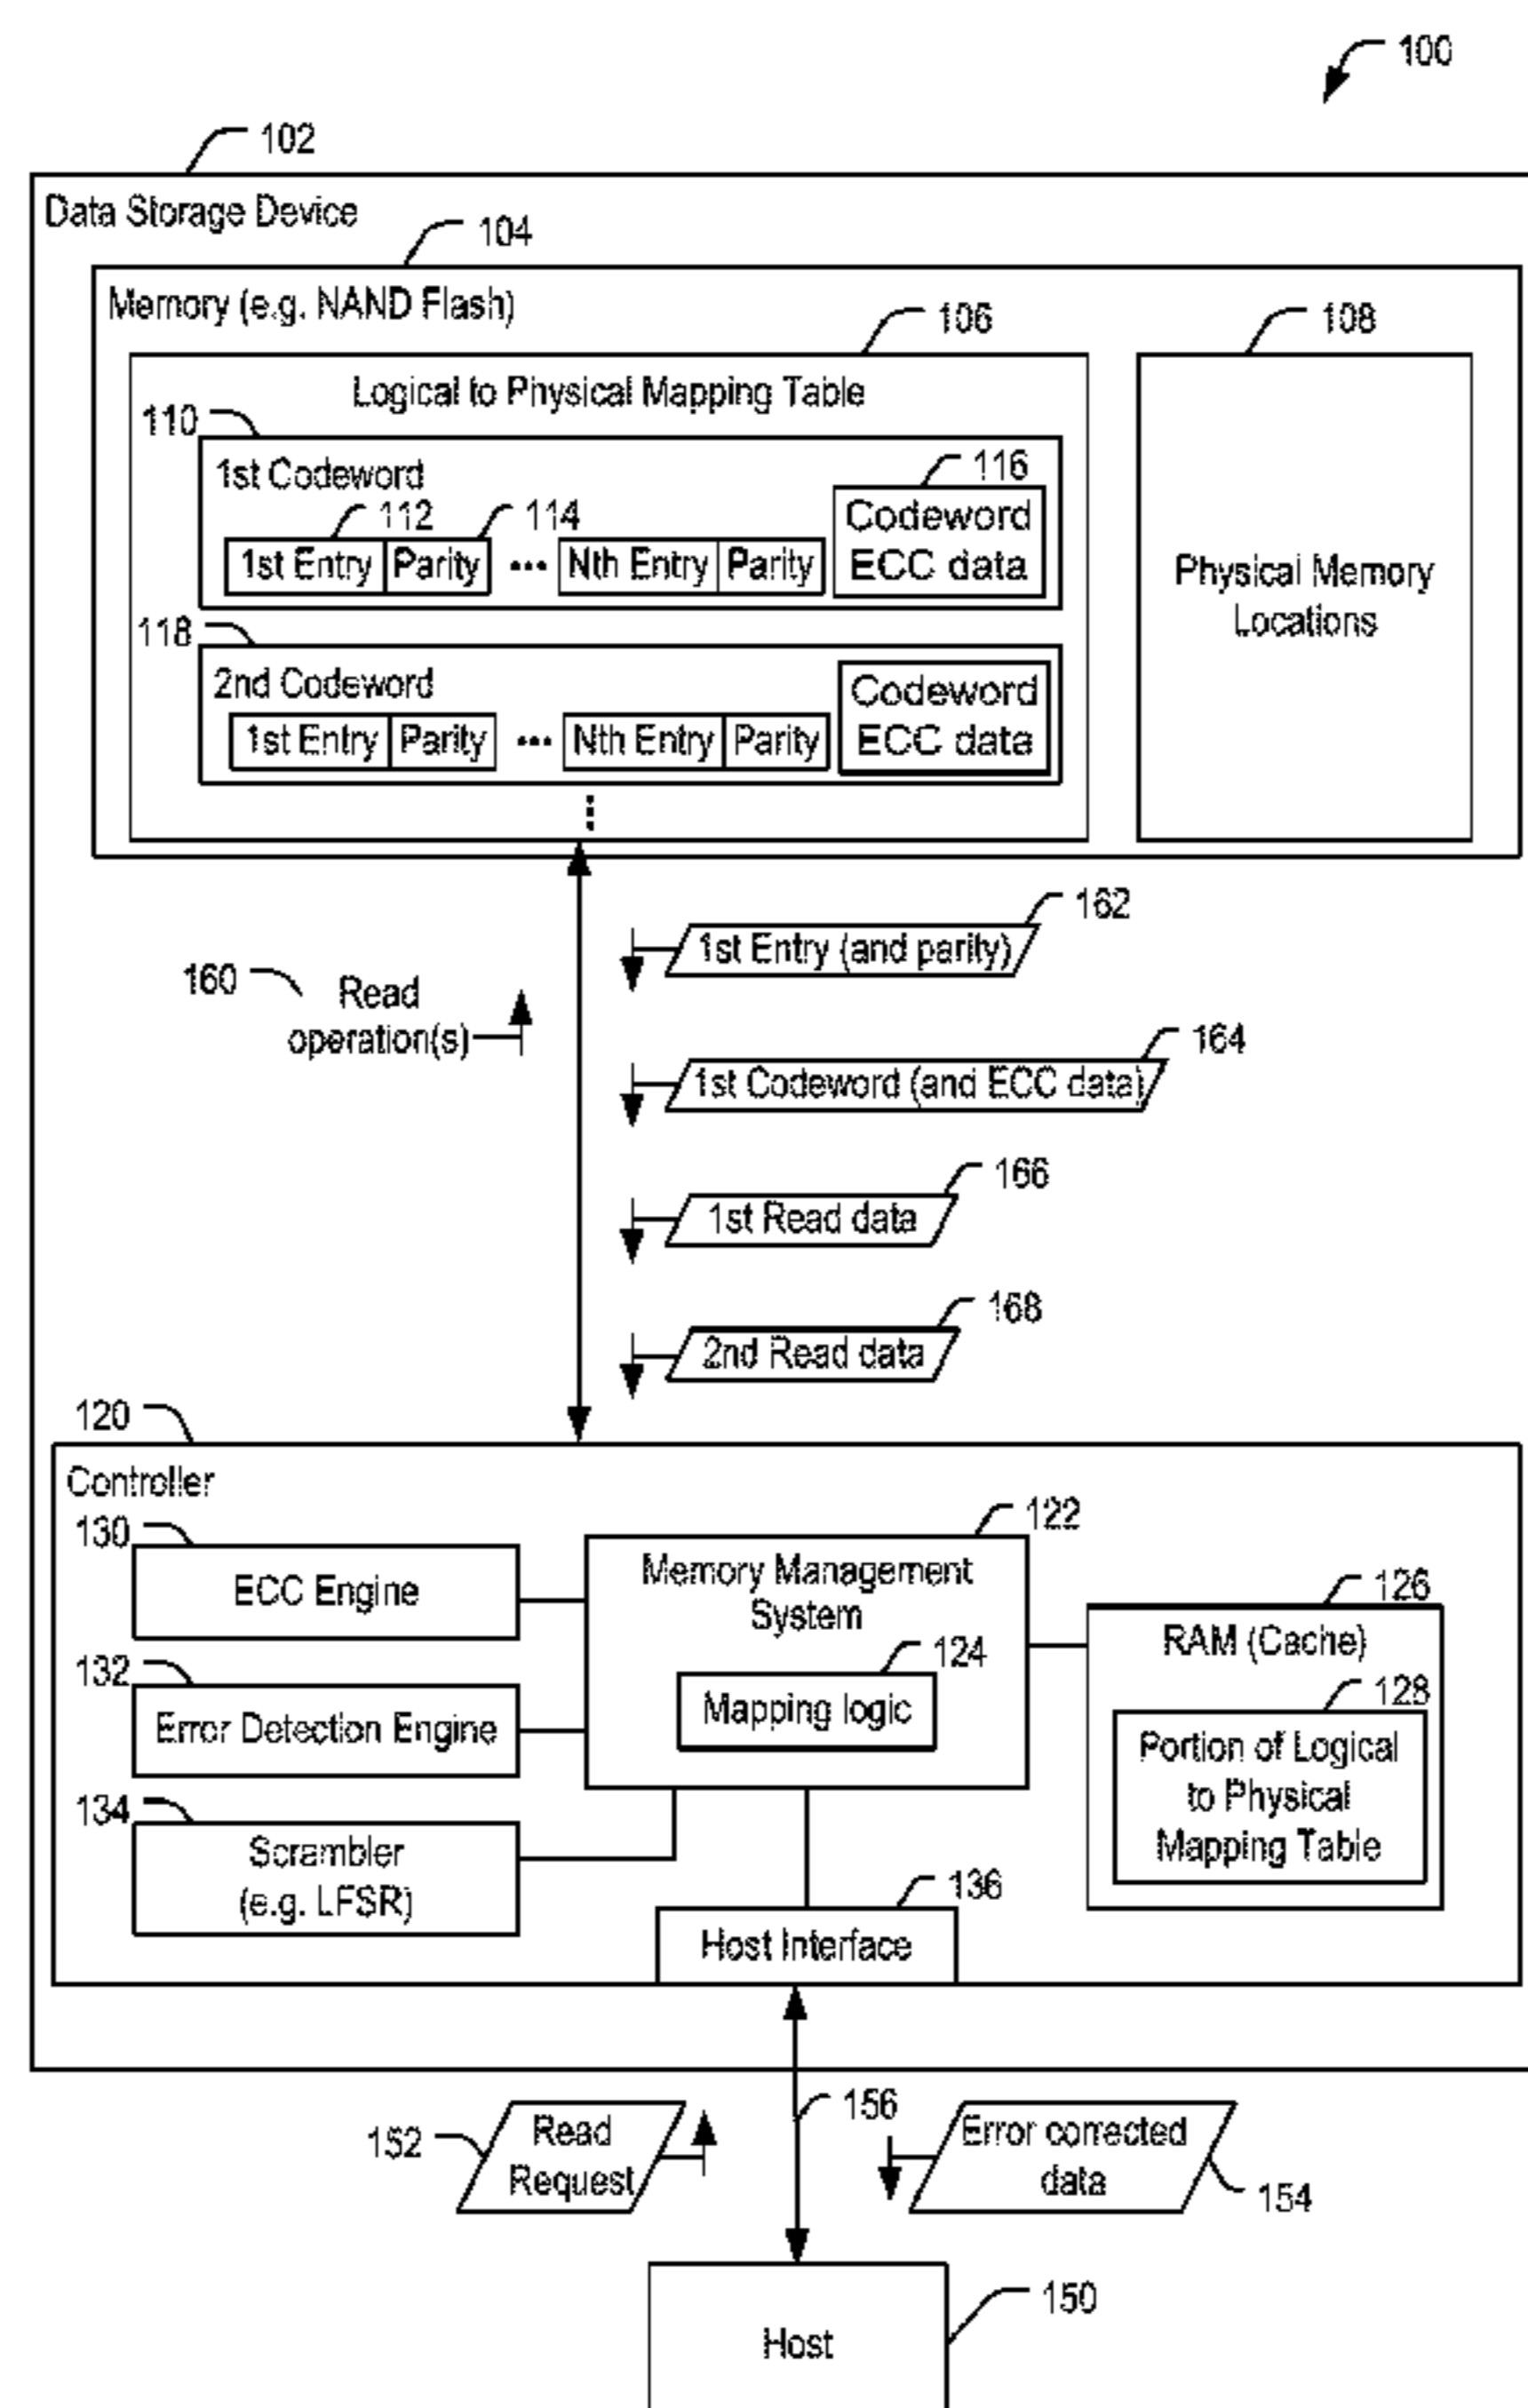 100
102
Data Storage Device
104
Memory (e.g. NAND Flash)
106
108
Logical to Physical Mapping Table
110
1st Codeword
116
Codeword
ECC data
112
114
1st Entry Parity ••• Nth Entry Parity
Physical Memory
Locations
118
2nd Codeword
Codeword
ECC data
1st Entry Parity ••• Nth Entry Parity
162
1st Entry (and parity)
160
Read
operation(s)
164
1st Codeword (and ECC data)
166
1st Read data
168
2nd Read data
120
Controller
130
ECC Engine
122
Memory Management
System
124
Mapping logic
126
RAM (Cache)
128
Portion of Logical
to Physical
Mapping Table
132
Error Detection Engine
134
Scrambler
(e.g. LFSR)
136
Host Interface
152
Read
Request
156
Error corrected
data
154
150
Host